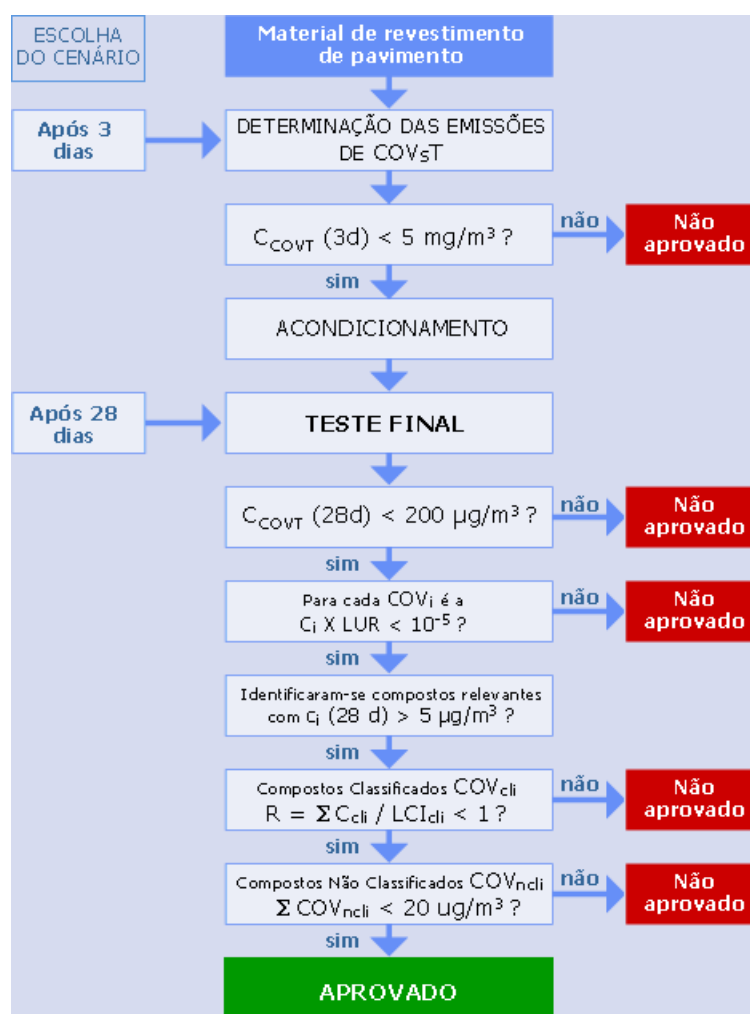 ESCOLHA
DO CENÁRIO
Material de revestimento
de pavimento
Após 3
dias
DETERMINAÇÃO DAS EMISSÕES
DE COVsT
C_COVT (3d) < 5 mg/m³ ?
não
Não
aprovado
sim
ACONDICIONAMENTO
Após 28
dias
TESTE FINAL
C_COVT (28d) < 200 µg/m³ ?
não
Não
aprovado
sim
Para cada COVi é a
Ci X LUR < 10⁻⁵ ?
não
Não
aprovado
sim
Identificaram-se compostos relevantes
com ci (28 d) > 5 µg/m³ ?
sim
Compostos Classificados COVcli
R = Σ Ccli / LCIcli < 1 ?
não
Não
aprovado
sim
Compostos Não Classificados COVncli
Σ COVncli < 20 ug/m³ ?
não
Não
aprovado
sim
APROVADO